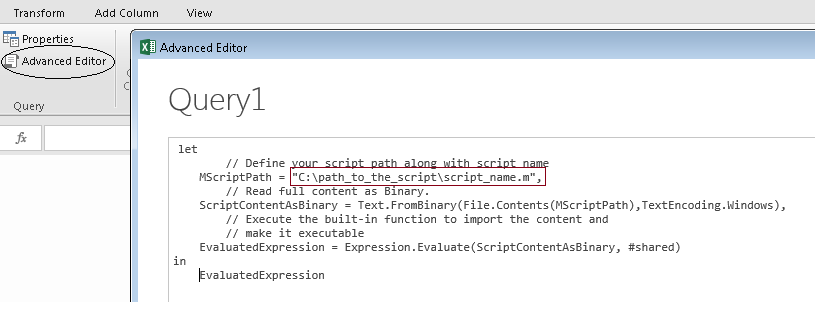 Transform Add Column View
Properties
Advanced Editor
Query
fx
Advanced Editor
Query1
let
// Define your script path along with script name
MScriptPath = "C:\path_to_the_script\script_name.m",
// Read full content as Binary.
ScriptContentAsBinary = Text.FromBinary(File.Contents(MScriptPath),TextEncoding.Windows),
// Execute the built-in function to import the content and
// make it executable
EvaluatedExpression = Expression.Evaluate(ScriptContentAsBinary, #shared)
in
EvaluatedExpression